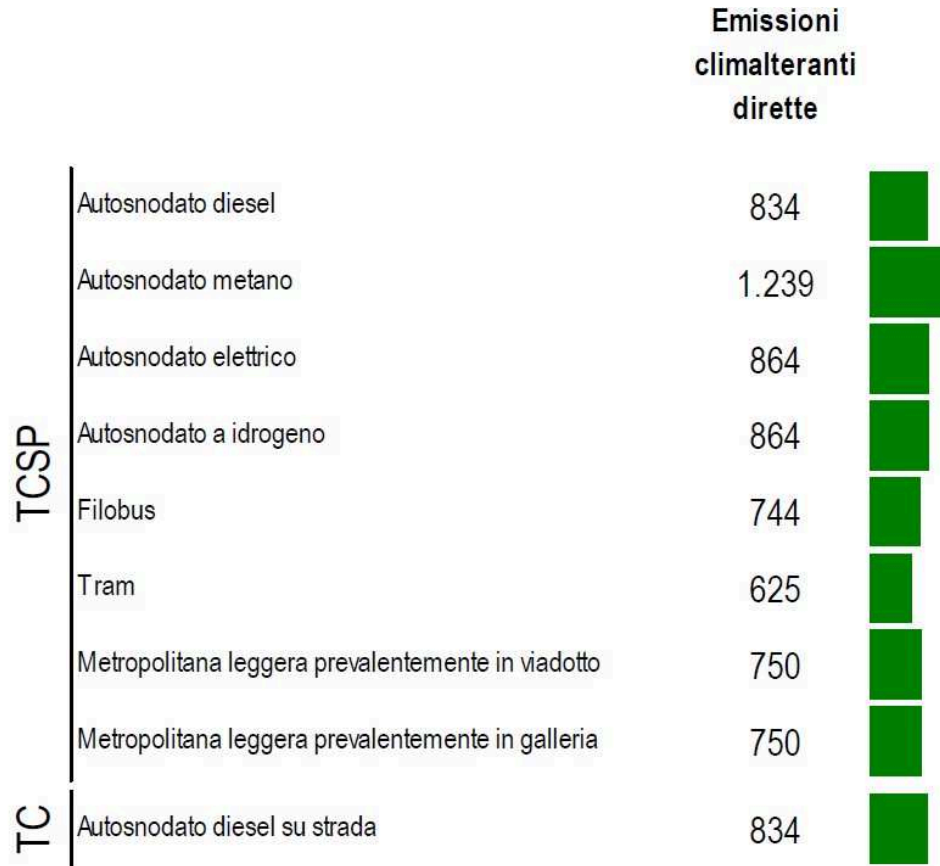 Emissioni
climalteranti
dirette
TCSP
Autosnodato diesel 834
Autosnodato metano 1.239
Autosnodato elettrico 864
Autosnodato a idrogeno 864
Filobus 744
Tram 625
Metropolitana leggera prevalentemente in viadotto 750
Metropolitana leggera prevalentemente in galleria 750
TC
Autosnodato diesel su strada 834